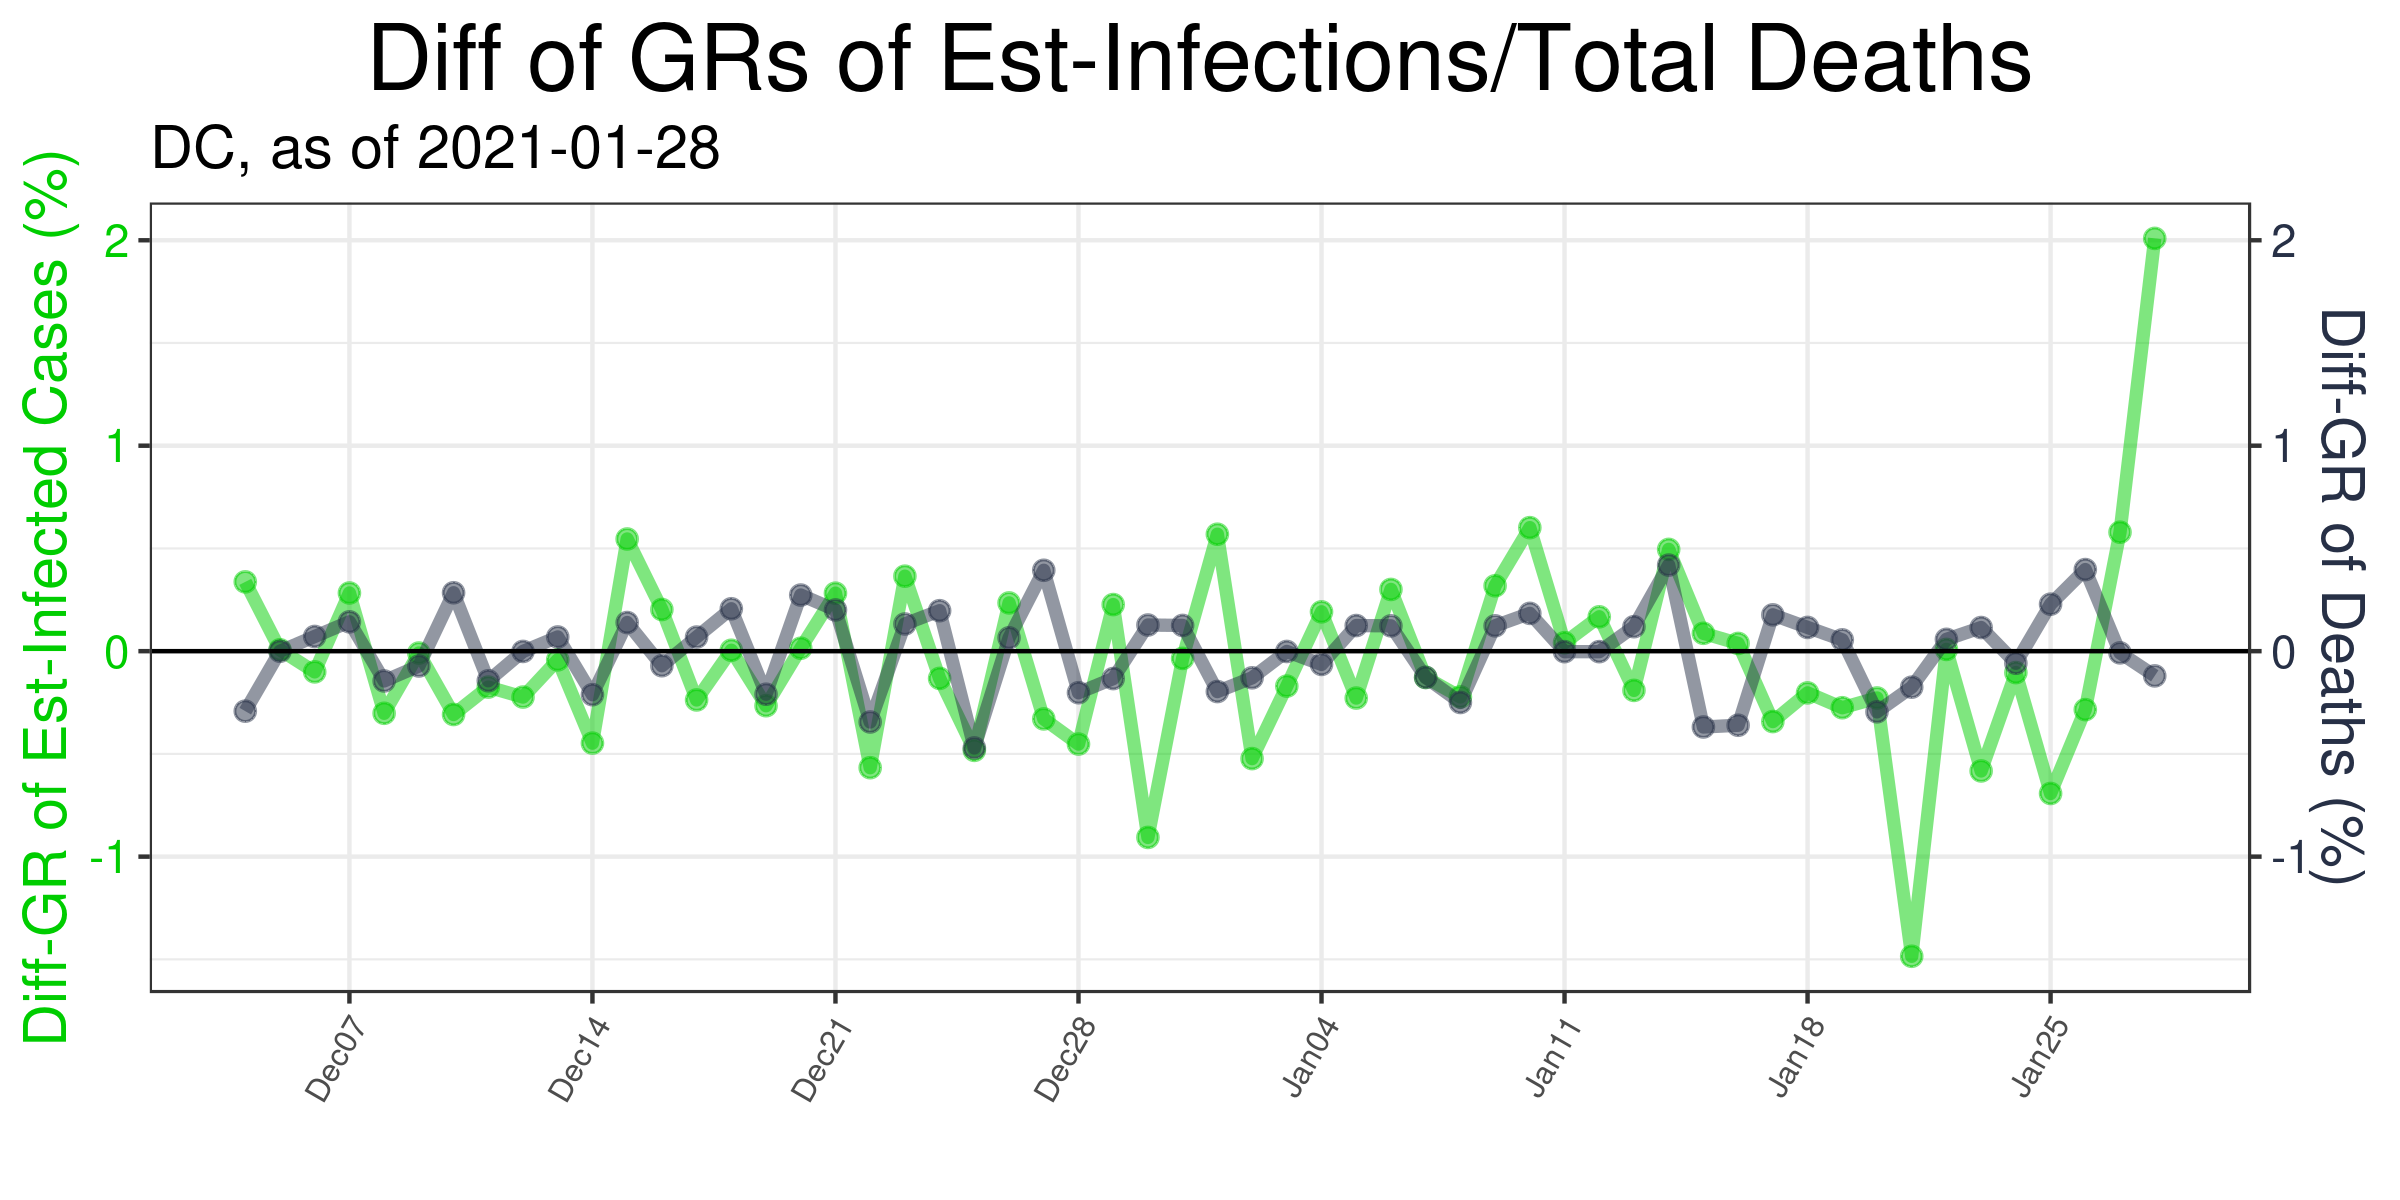 Diff of GRs of Est-Infections/Total Deaths
DC, as of 2021-01-28
Diff-GR of Est-Infected Cases (%)
2
1
0
-1
2
1
0
-1
Diff-GR of Deaths (%)
Dec07
Dec14
Dec21
Dec28
Jan04
Jan11
Jan18
Jan25